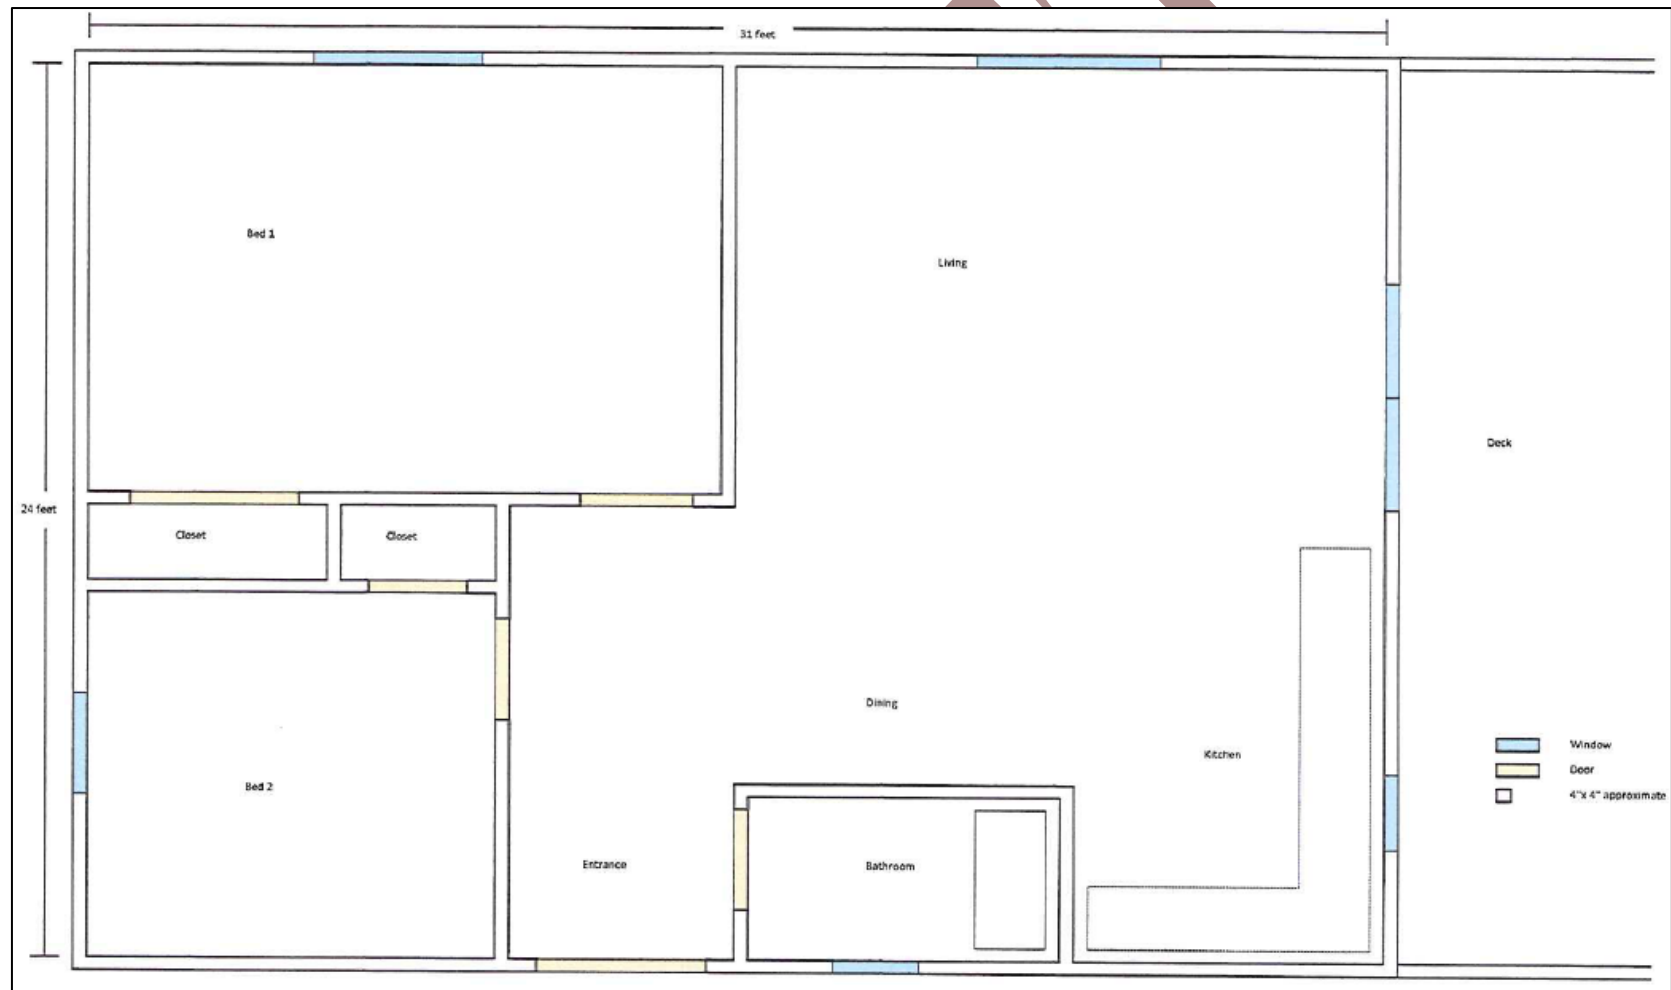 31 feet
Bed 1
Living
Deck
24 feet
Closet
Closet
Dining
Window
Kitchen
Door
Bed 2
4"x 4" approximate
Entrance
Bathroom